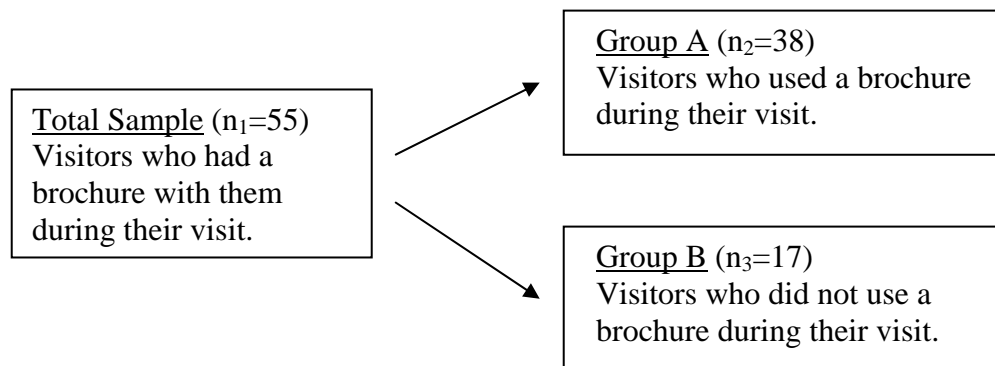 Total Sample (n₁=55)
Visitors who had a
brochure with them
during their visit.
Group A (n₂=38)
Visitors who used a brochure
during their visit.
Group B (n₃=17)
Visitors who did not use a
brochure during their visit.